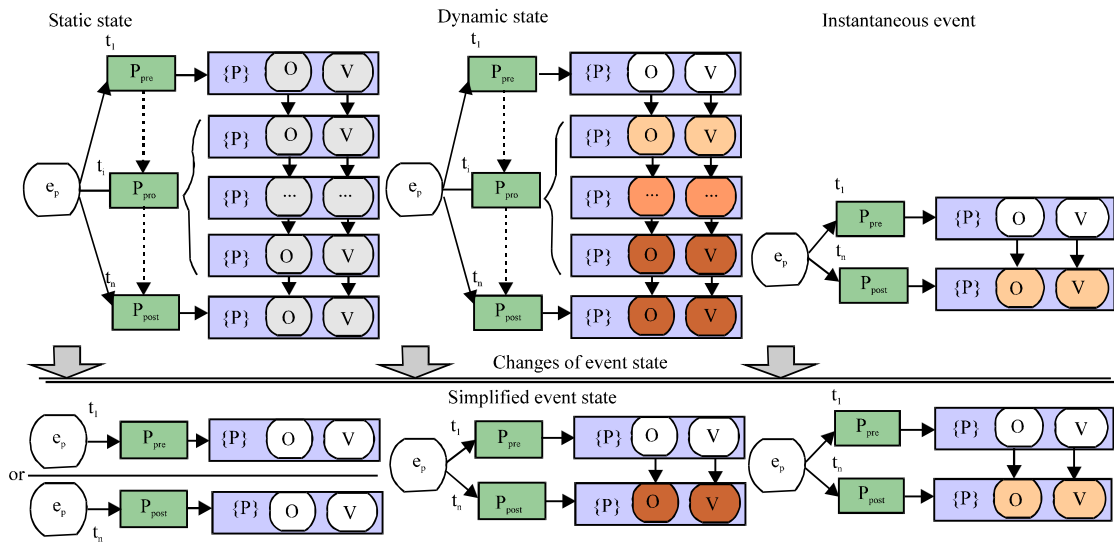 Static state
Dynamic state
Instantaneous event
t1
Ppre
{P} O V
{P} O V
ti
ep
Ppro
{P} ... ...
{P} O V
tn
Ppost
{P} O V
t1
Ppre
{P} O V
{P} O V
ti
ep
Ppro
{P} ... ...
{P} O V
tn
Ppost
{P} O V
t1
Ppre
{P} O V
ep
tn
Ppost
{P} O V
Changes of event state
Simplified event state
t1
ep
Ppre
{P} O V
or
ep
Ppost
{P} O V
tn
t1
Ppre
{P} O V
ep
tn
Ppost
{P} O V
t1
Ppre
{P} O V
ep
tn
Ppost
{P} O V